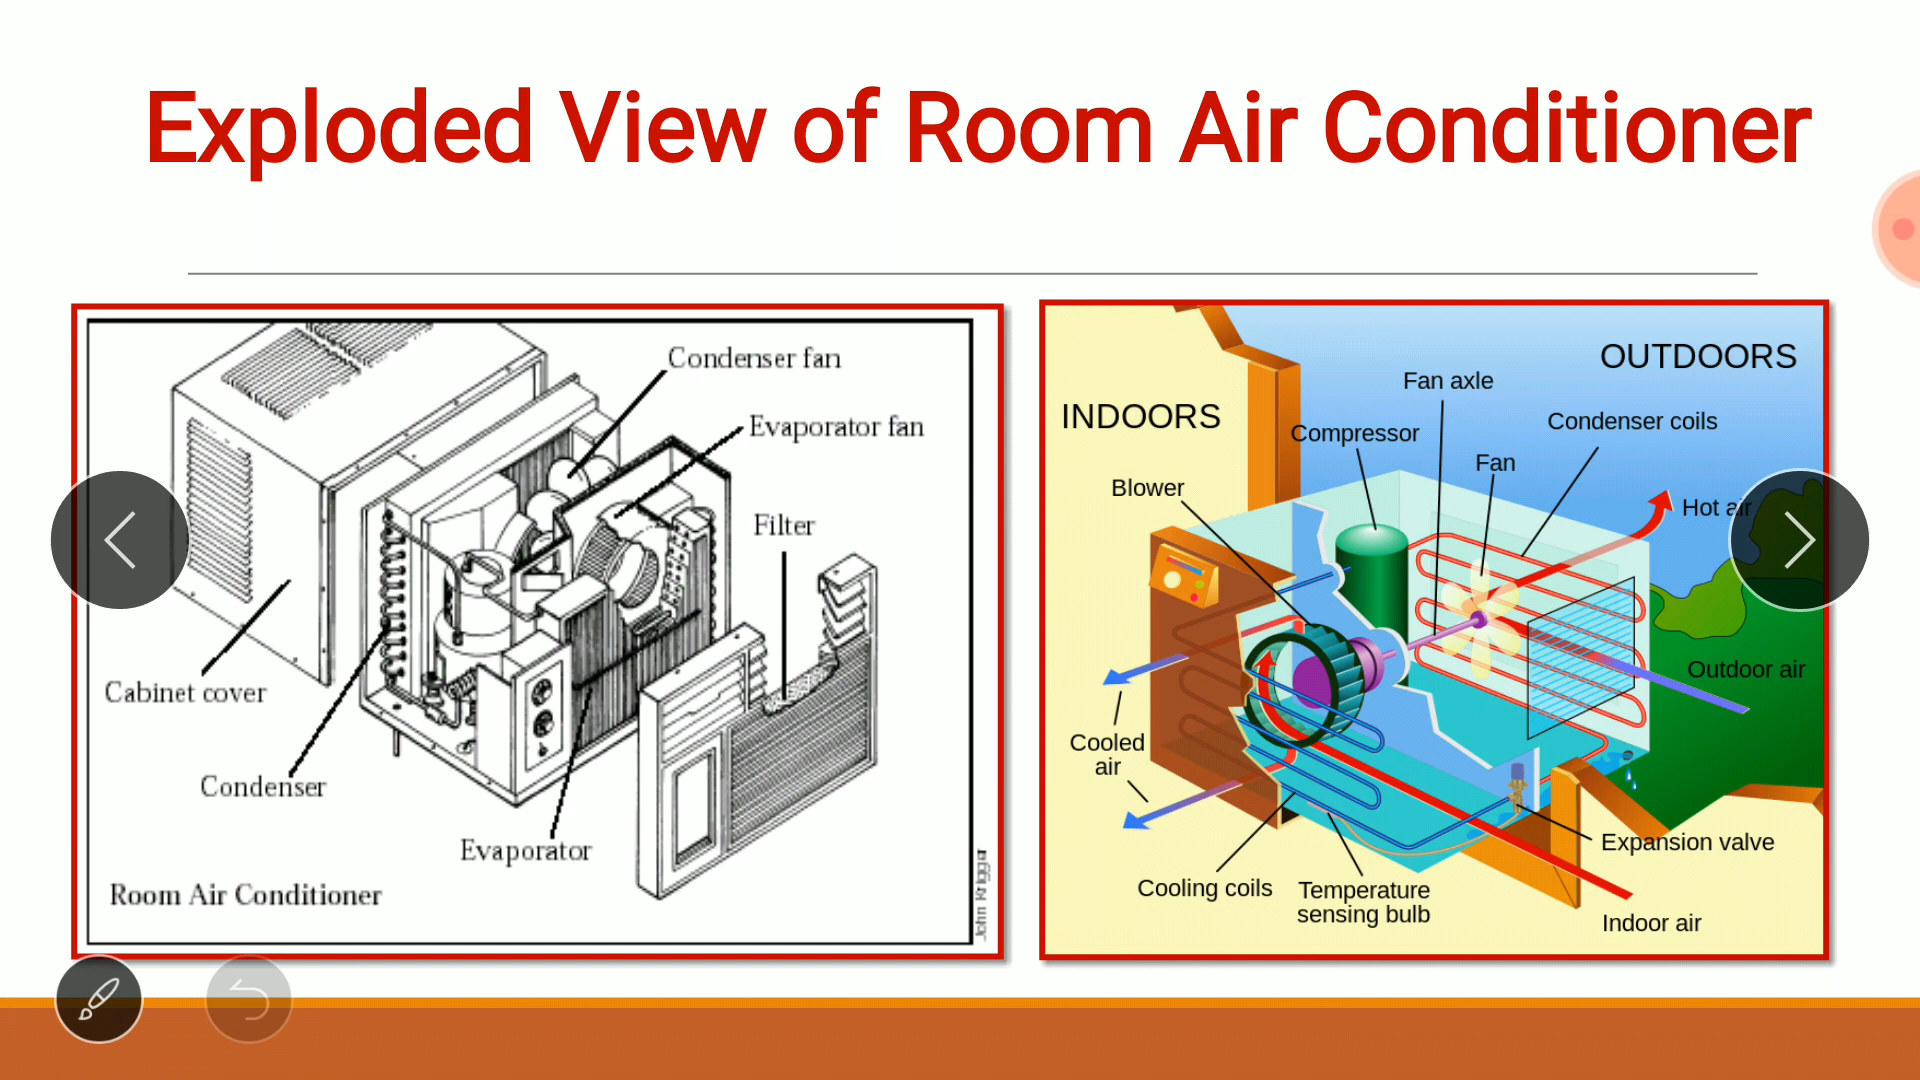 Exploded View of Room Air Conditioner
Condenser fan
Evaporator fan
Filter
Cabinet cover
Condenser
Evaporator
Room Air Conditioner
John Krigger
OUTDOORS
INDOORS
Fan axle
Condenser coils
Compressor
Fan
Blower
Hot air
Outdoor air
Cooled
air
Expansion valve
Cooling coils
Temperature
sensing bulb
Indoor air